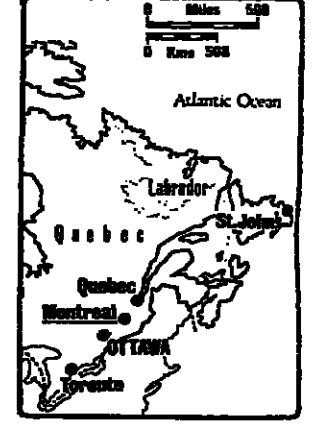 0 Miles 500
0 Kms 500
Atlantic Ocean
Labrador
St. John's
Quebec
Quebec
Montreal
OTTAWA
Toronto